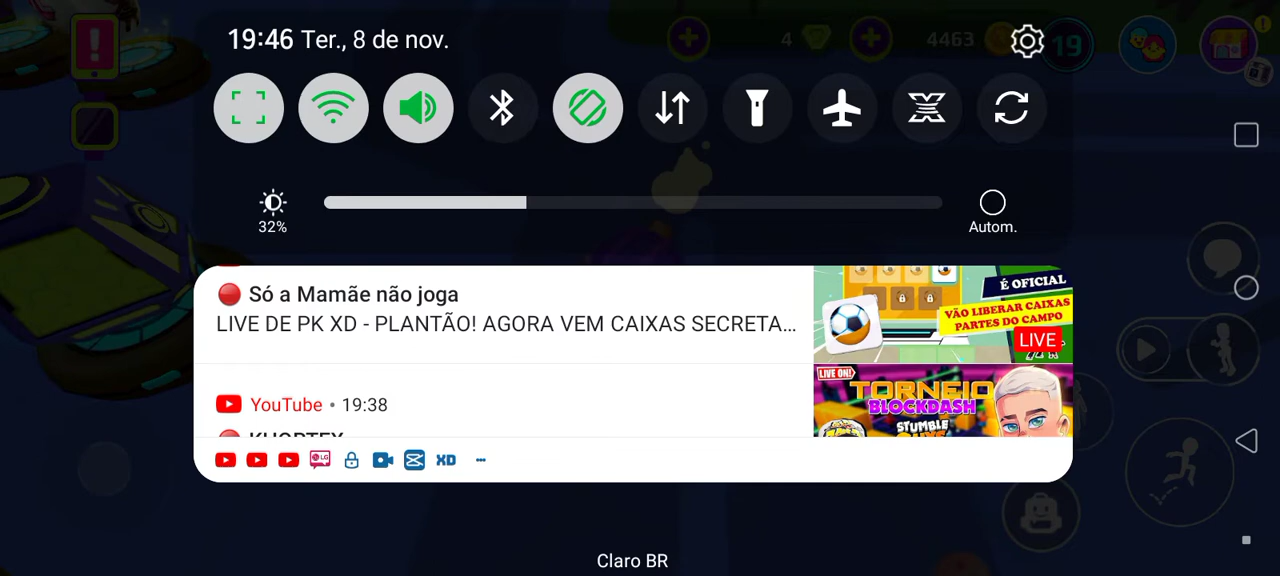 19:46 Ter., 8 de nov.
4
4463
19
32%
Autom.
Só a Mamãe não joga
LIVE DE PK XD - PLANTÃO! AGORA VEM CAIXAS SECRETA...
É OFICIAL
VÃO LIBERAR CAIXAS
PARTES DO CAMPO
LIVE
YouTube • 19:38
LIVE ON!
TORNEIO
BLOCKDASH
STUMBLE
GUYS
LG
XD
Claro BR